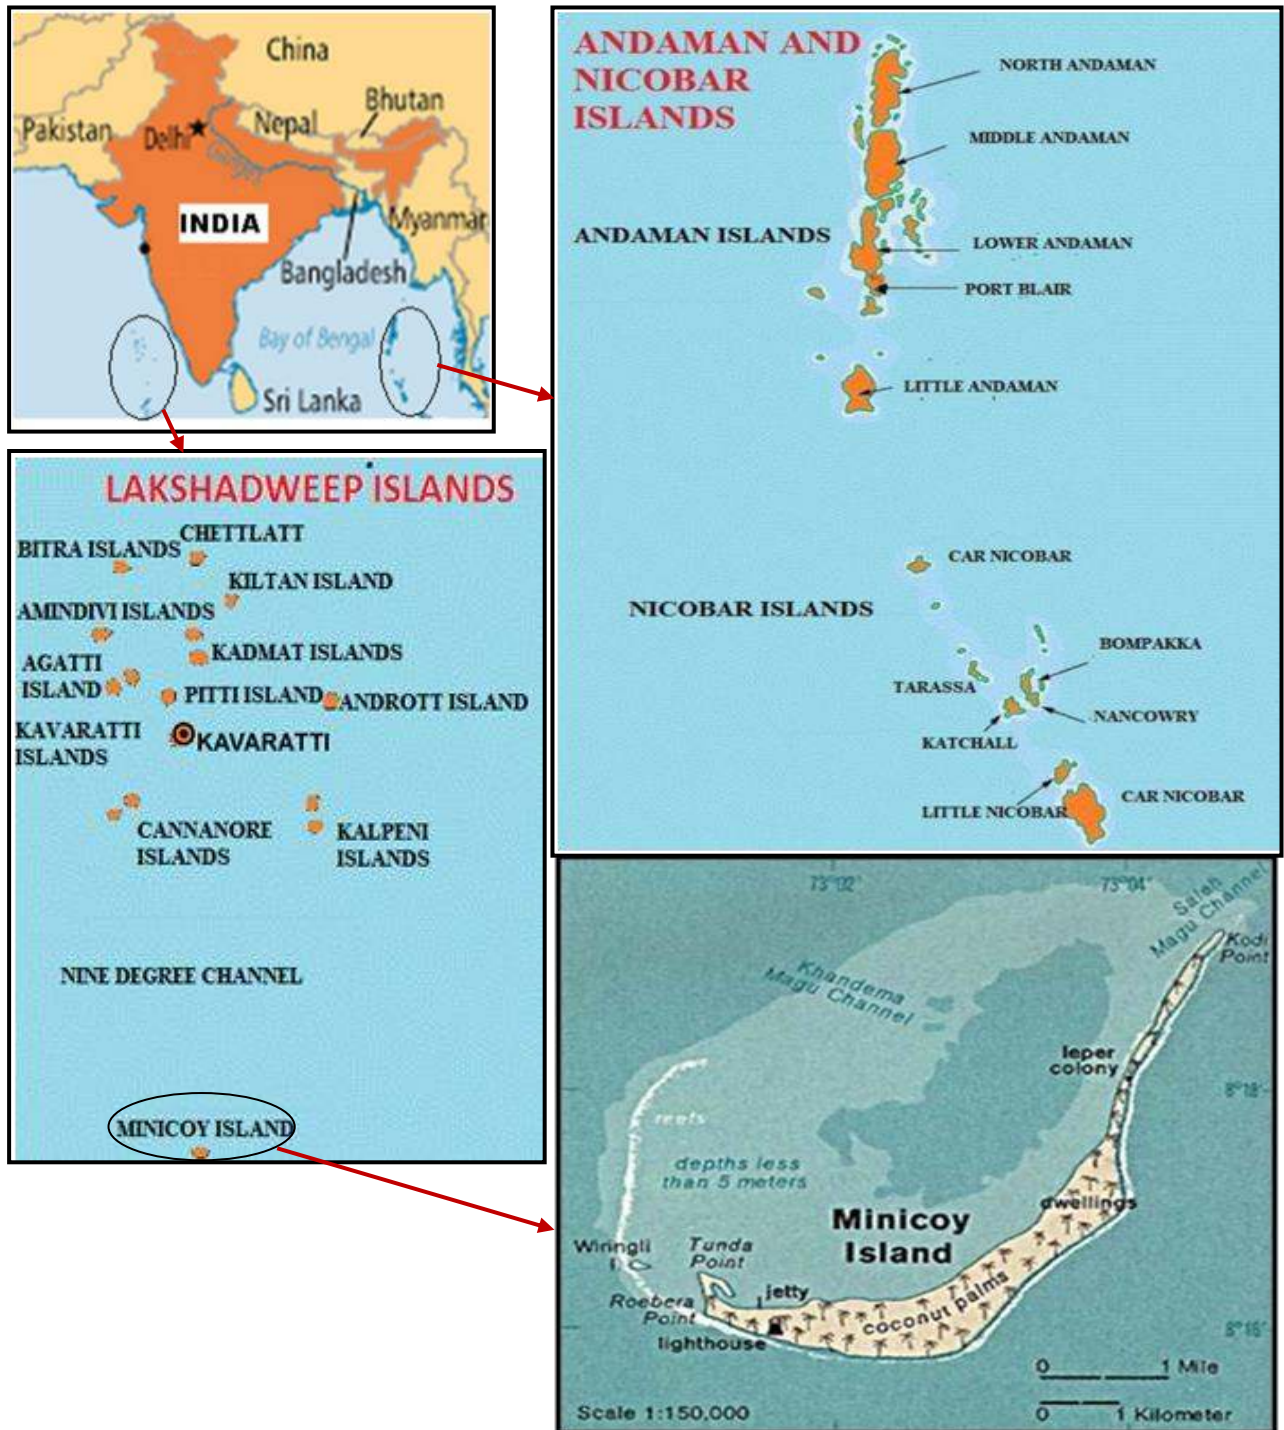 China
Bhutan
Pakistan
Delhi
Nepal
INDIA
Myanmar
Bangladesh
Bay of Bengal
Sri Lanka
ANDAMAN AND
NICOBAR
ISLANDS
NORTH ANDAMAN
MIDDLE ANDAMAN
ANDAMAN ISLANDS
LOWER ANDAMAN
PORT BLAIR
LITTLE ANDAMAN
CAR NICOBAR
NICOBAR ISLANDS
BOMPAKKA
TARASSA
NANCOWRY
KATCHALL
CAR NICOBAR
LITTLE NICOBAR
LAKSHADWEEP ISLANDS
CHETTLATT
BITRA ISLANDS
KILTAN ISLAND
AMINDIVI ISLANDS
KADMAT ISLANDS
AGATTI
ISLAND
PITTI ISLAND
ANDROTT ISLAND
KAVARATTI
ISLANDS
KAVARATTI
CANNANORE
ISLANDS
KALPENI
ISLANDS
NINE DEGREE CHANNEL
MINICOY ISLAND
73°02'
73°04'
Saleh
Magu Channel
Kodi
Point
Khandema
Magu Channel
leper
colony
8°18'
reefs
depths less
than 5 meters
dwellings
Minicoy
Island
Wiringli
I
Tunda
Point
jetty
Roebera
Point
coconut palms
lighthouse
8°16'
0 1 Mile
Scale 1:150,000
0 1 Kilometer